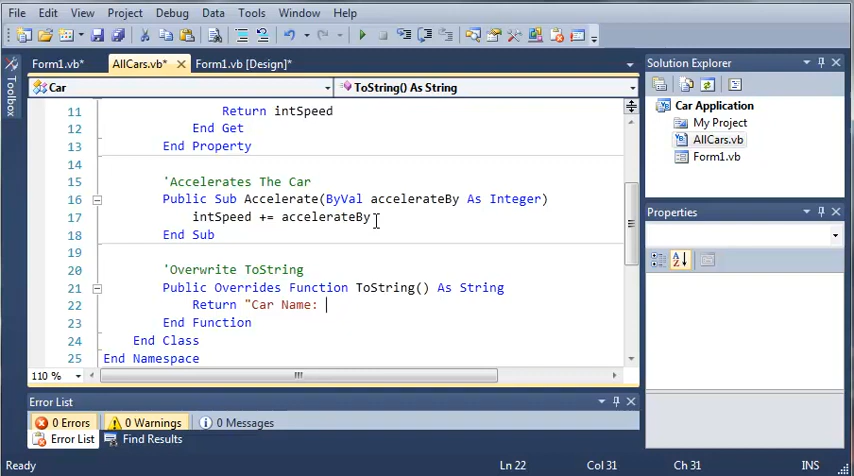 File Edit View Project Debug Data Tools Window Help
Form1.vb* AllCars.vb* Form1.vb [Design]*
Car ToString() As String
11 Return intSpeed
12 End Get
13 End Property
14
15 'Accelerates The Car
16 Public Sub Accelerate(ByVal accelerateBy As Integer)
17 intSpeed += accelerateBy
18 End Sub
19
20 'Overwrite ToString
21 Public Overrides Function ToString() As String
22 Return "Car Name:
23 End Function
24 End Class
25 End Namespace
110 %
Toolbox
Solution Explorer
Car Application
My Project
AllCars.vb
Form1.vb
Properties
Error List
0 Errors 0 Warnings 0 Messages
Error List Find Results
Ready Ln 22 Col 31 Ch 31 INS